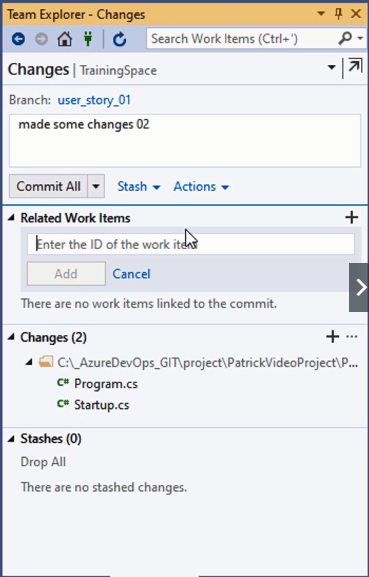 Team Explorer - Changes
Search Work Items (Ctrl+')
Changes | TrainingSpace
Branch: user_story_01
made some changes 02
Commit All Stash Actions
Related Work Items
Enter the ID of the work item
Add Cancel
There are no work items linked to the commit.
Changes (2)
C:\_AzureDevOps_GIT\project\PatrickVideoProject\P...
C# Program.cs
C# Startup.cs
Stashes (0)
Drop All
There are no stashed changes.